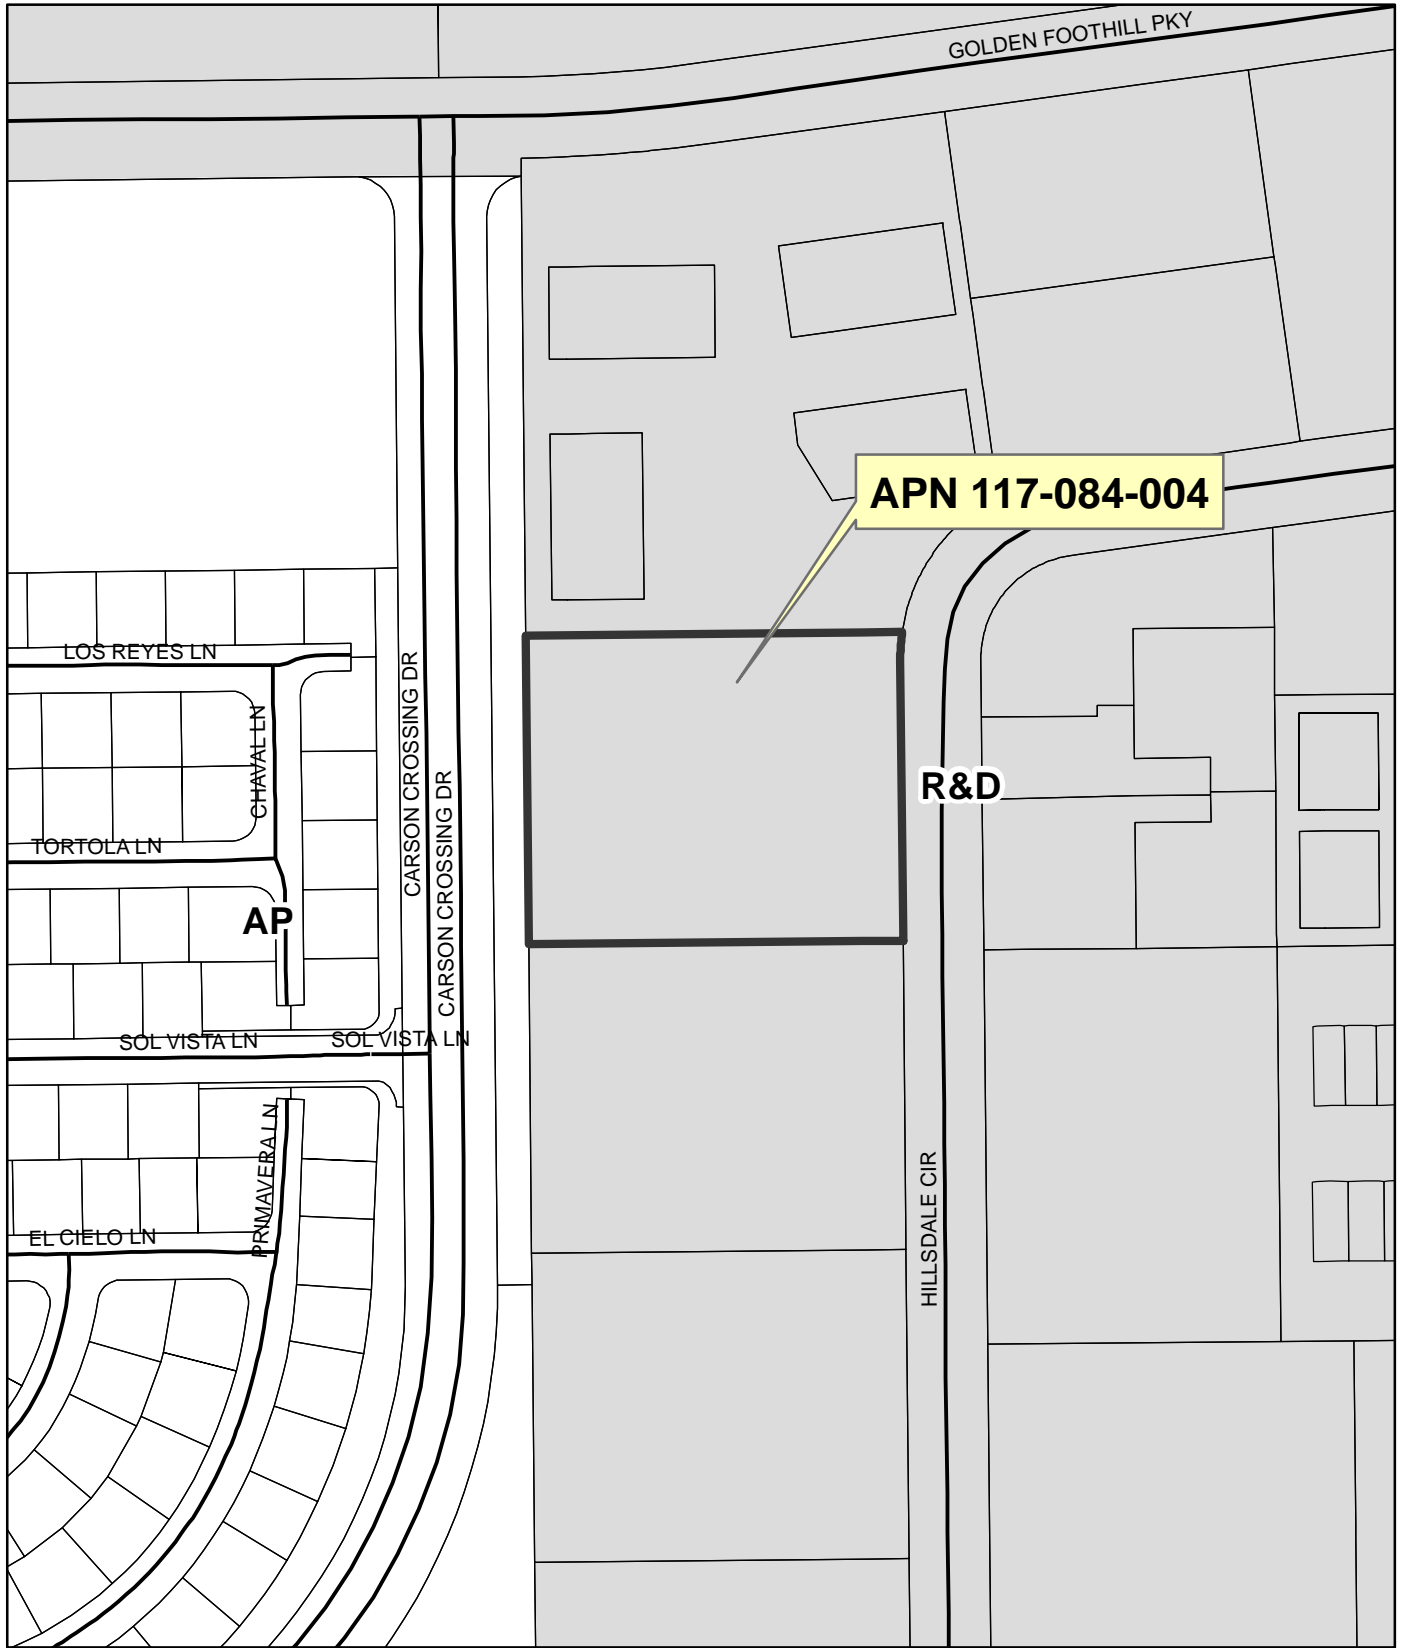 GOLDEN FOOTHILL PKY
APN 117-084-004
LOS REYES LN
CHAVAL LN
CARSON CROSSING DR
CARSON CROSSING DR
R&D
TORTOLA LN
AP
SOL VISTA LN
SOL VISTA LN
PRIMAVERA LN
HILLSDALE CIR
EL CIELO LN